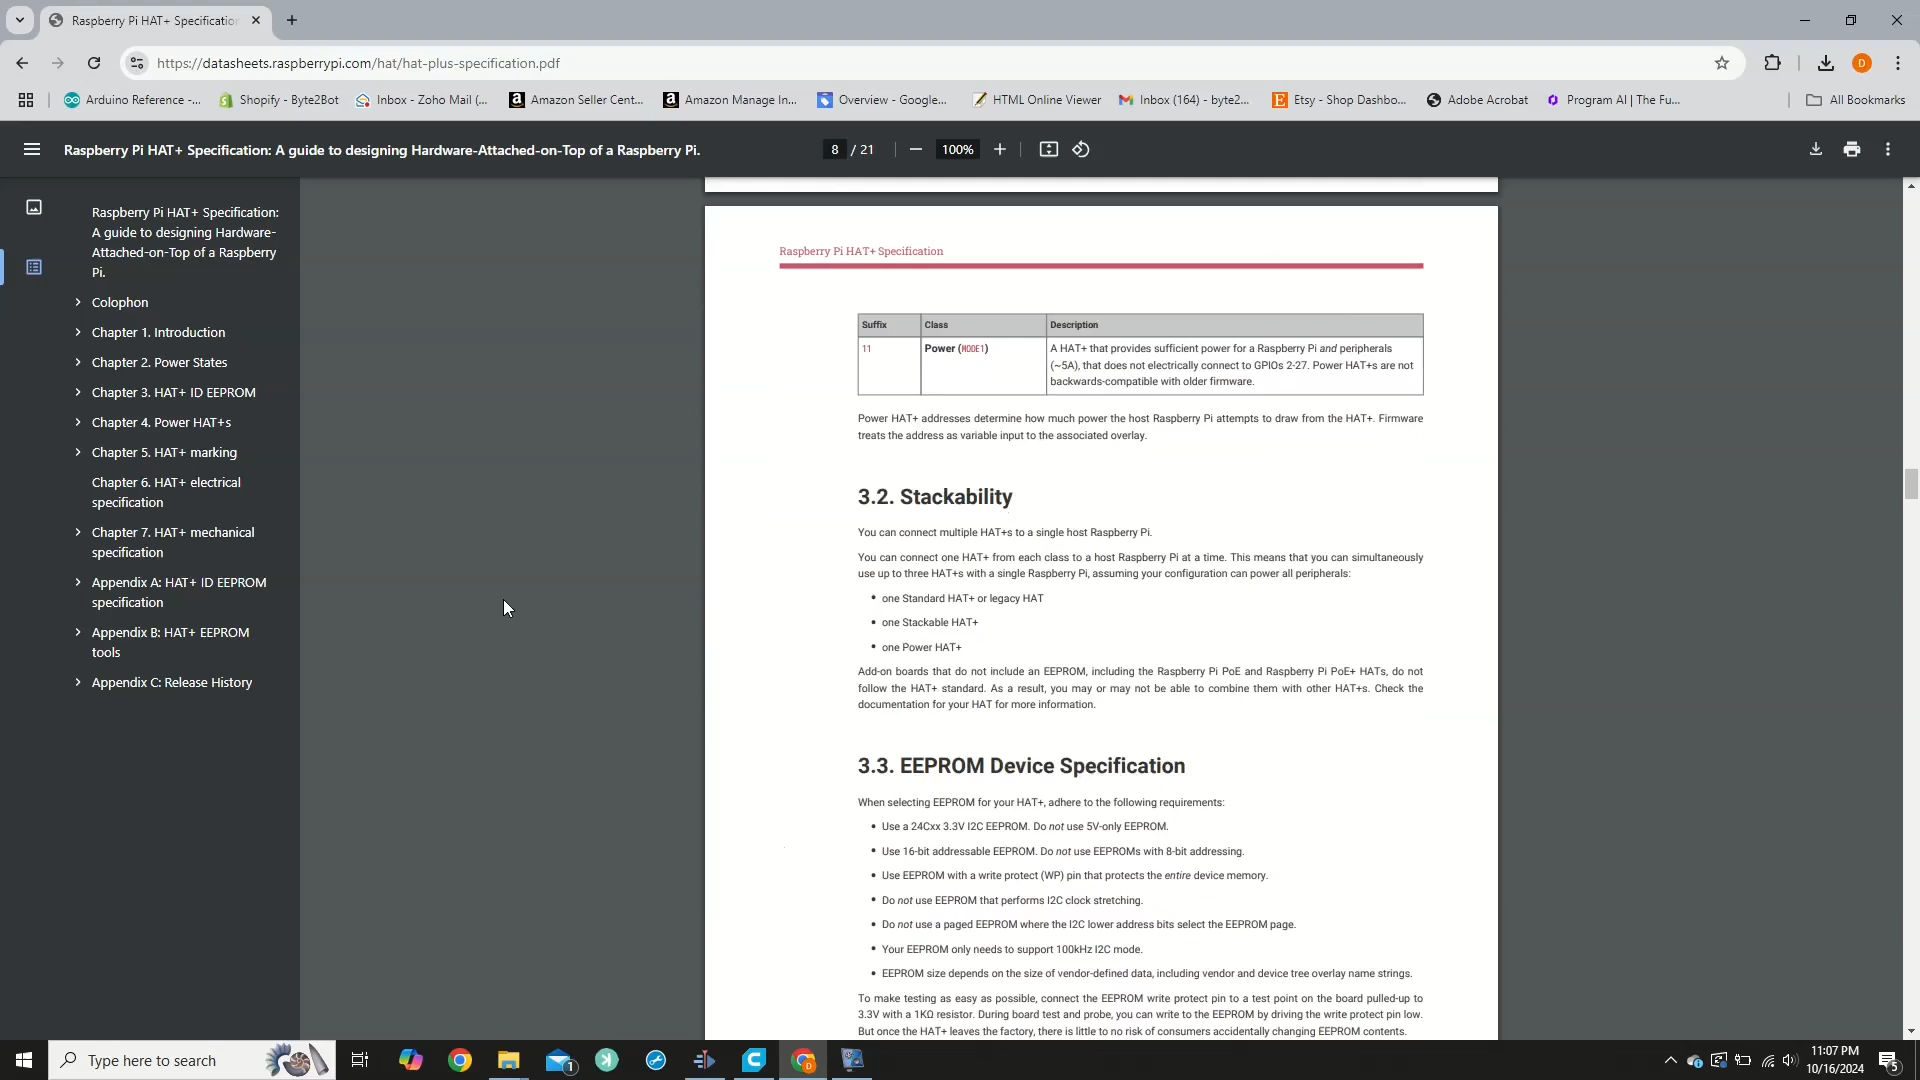 Raspberry Pi HAT+ Specificatio
https://datasheets.raspberrypi.com/hat/hat-plus-specification.pdf
D
Arduino Reference -...
Shopify - Byte2Bot
Inbox - Zoho Mail (...
Amazon Seller Cent...
Amazon Manage In...
Overview - Google...
HTML Online Viewer
Inbox (164) - byte2...
Etsy - Shop Dashbo...
Adobe Acrobat
Program AI | The Fu...
All Bookmarks
Raspberry Pi HAT+ Specification: A guide to designing Hardware-Attached-on-Top of a Raspberry Pi.
8 / 21
100%
Raspberry Pi HAT+ Specification:
A guide to designing Hardware-
Attached-on-Top of a Raspberry
Pi.
Colophon
Chapter 1. Introduction
Chapter 2. Power States
Chapter 3. HAT+ ID EEPROM
Chapter 4. Power HAT+s
Chapter 5. HAT+ marking
Chapter 6. HAT+ electrical
specification
Chapter 7. HAT+ mechanical
specification
Appendix A: HAT+ ID EEPROM
specification
Appendix B: HAT+ EEPROM
tools
Appendix C: Release History
Raspberry Pi HAT+ Specification
Suffix Class Description
11 Power (MODE1) A HAT+ that provides sufficient power for a Raspberry Pi and peripherals
(~5A), that does not electrically connect to GPIOs 2-27. Power HAT+s are not
backwards-compatible with older firmware.
Power HAT+ addresses determine how much power the host Raspberry Pi attempts to draw from the HAT+. Firmware
treats the address as variable input to the associated overlay.
3.2. Stackability
You can connect multiple HAT+s to a single host Raspberry Pi.
You can connect one HAT+ from each class to a host Raspberry Pi at a time. This means that you can simultaneously
use up to three HAT+s with a single Raspberry Pi, assuming your configuration can power all peripherals:
• one Standard HAT+ or legacy HAT
• one Stackable HAT+
• one Power HAT+
Add-on boards that do not include an EEPROM, including the Raspberry Pi PoE and Raspberry Pi PoE+ HATs, do not
follow the HAT+ standard. As a result, you may or may not be able to combine them with other HAT+s. Check the
documentation for your HAT for more information.
3.3. EEPROM Device Specification
When selecting EEPROM for your HAT+, adhere to the following requirements:
• Use a 24Cxx 3.3V I2C EEPROM. Do not use 5V-only EEPROM.
• Use 16-bit addressable EEPROM. Do not use EEPROMs with 8-bit addressing.
• Use EEPROM with a write protect (WP) pin that protects the entire device memory.
• Do not use EEPROM that performs I2C clock stretching.
• Do not use a paged EEPROM where the I2C lower address bits select the EEPROM page.
• Your EEPROM only needs to support 100kHz I2C mode.
• EEPROM size depends on the size of vendor-defined data, including vendor and device tree overlay name strings.
To make testing as easy as possible, connect the EEPROM write protect pin to a test point on the board pulled-up to
3.3V with a 1KΩ resistor. During board test and probe, you can write to the EEPROM by driving the write protect pin low.
But once the HAT+ leaves the factory, there is little to no risk of consumers accidentally changing EEPROM contents.
Type here to search
1
11:07 PM
10/16/2024
5